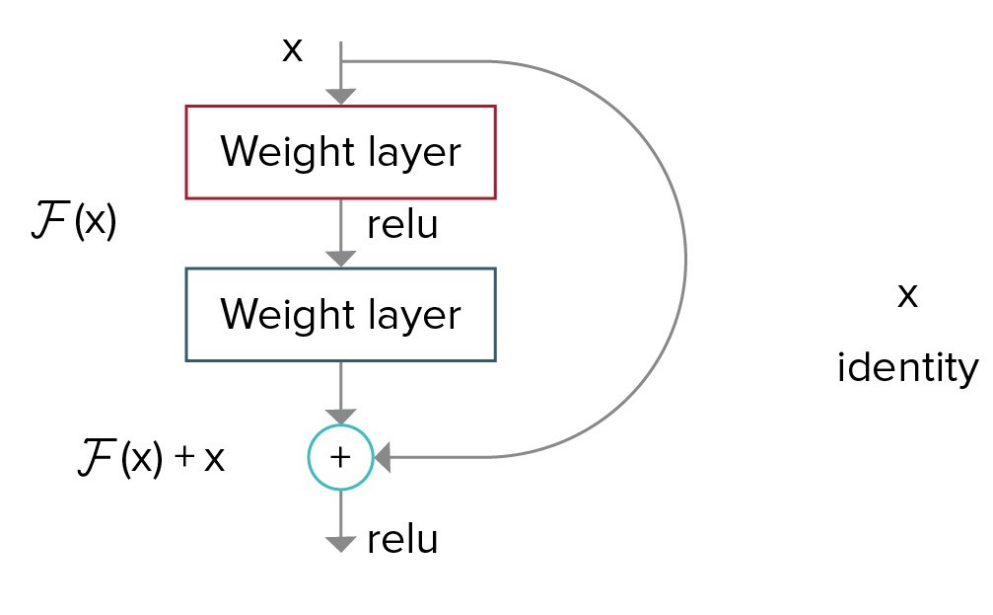 x
Weight layer
ℱ(x)
relu
Weight layer
x
identity
ℱ(x) + x
+
relu